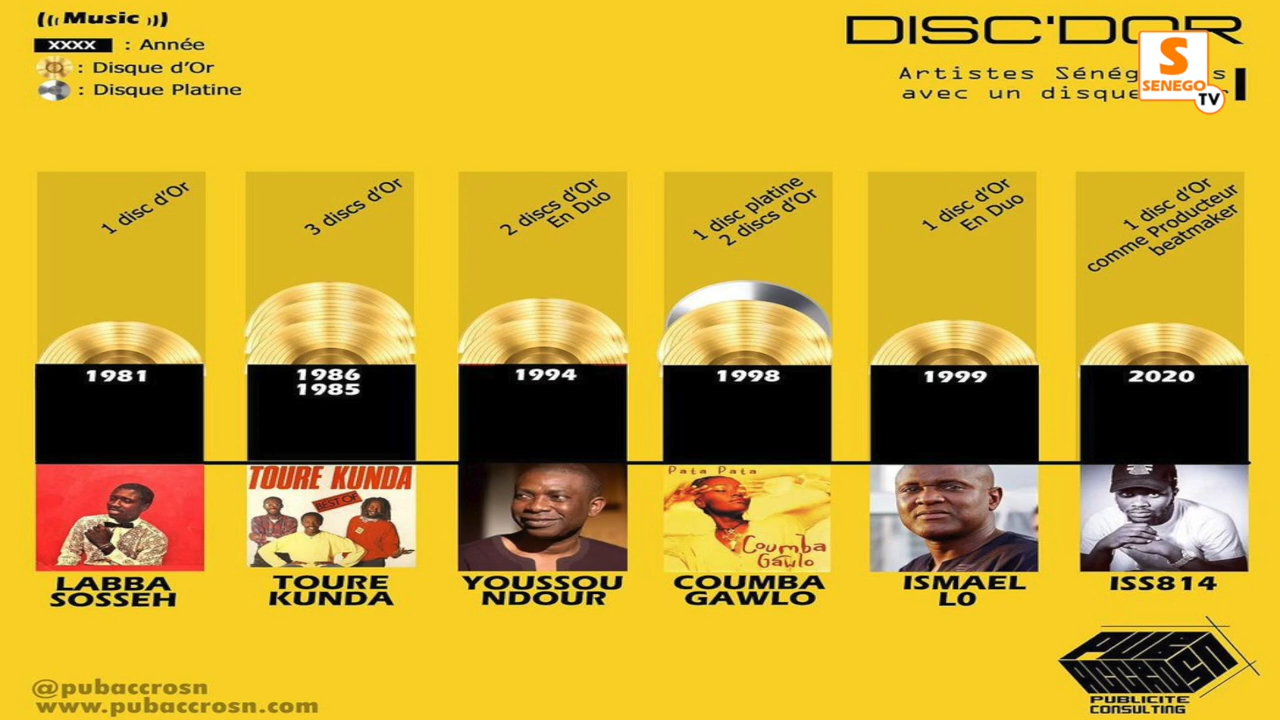 ((( Music )))
XXXX : Année
: Disque d'Or
: Disque Platine
DISC'DOR
Artistes
avec un disque
S
SENEGO
TV
1 disc d'Or
3 discs d'Or
2 discs d'Or
En Duo
1 disc platine
2 discs d'Or
1 disc d'Or
En Duo
1 disc d'Or
comme Producteur
beatmaker
1981
1986
1985
1994
1998
1999
2020
TOURE KUNDA
BEST OF
Pata Pata
Coumba
Gawlo
LABBA
SOSSEH
TOURE
KUNDA
YOUSSOU
NDOUR
COUMBA
GAWLO
ISMAEL
LO
ISS814
@pubaccrosn
www.pubaccrosn.com
PUB
ACCROSN
PUBLICITE
CONSULTING